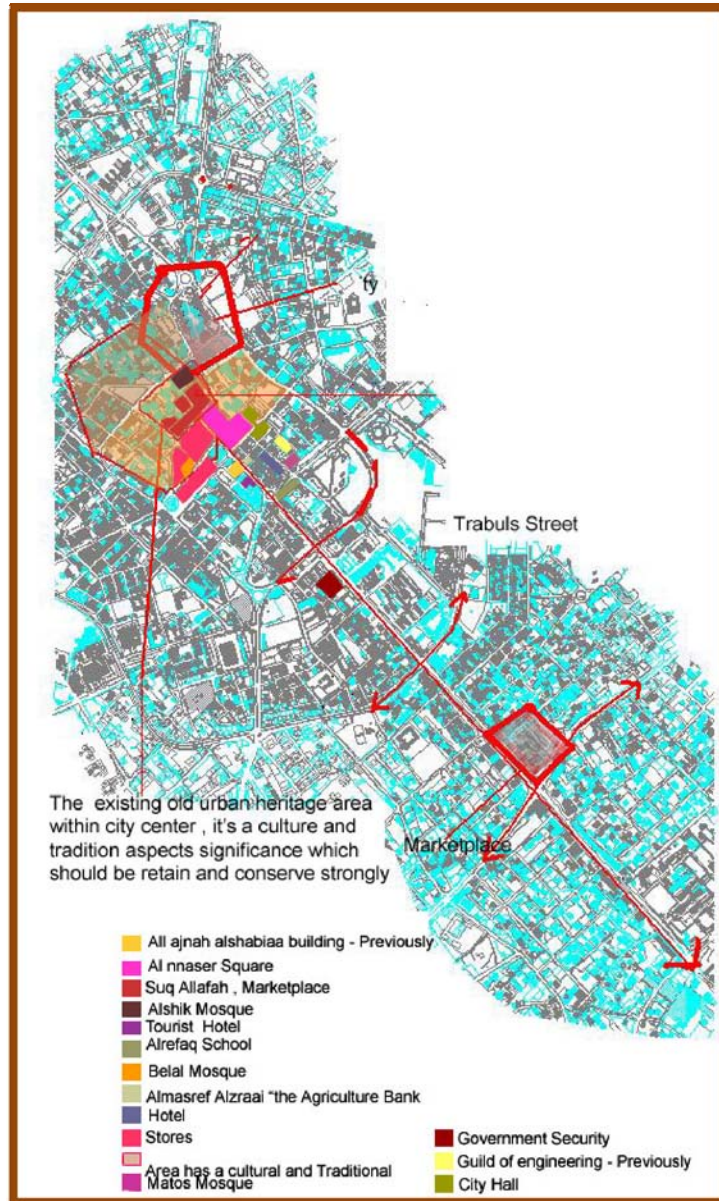 ty
Trabuls Street
The existing old urban heritage area
within city center , it's a culture and
tradition aspects significance which
should be retain and conserve strongly
Marketplace
All ajnah alshabiaa building - Previously
Al nnaser Square
Suq Allafah , Marketplace
Alshik Mosque
Tourist Hotel
Alrefaq School
Belal Mosque
Almasref Alzraai "the Agriculture Bank
Hotel
Stores
Area has a cultural and Traditional
Matos Mosque
Government Security
Guild of engineering - Previously
City Hall